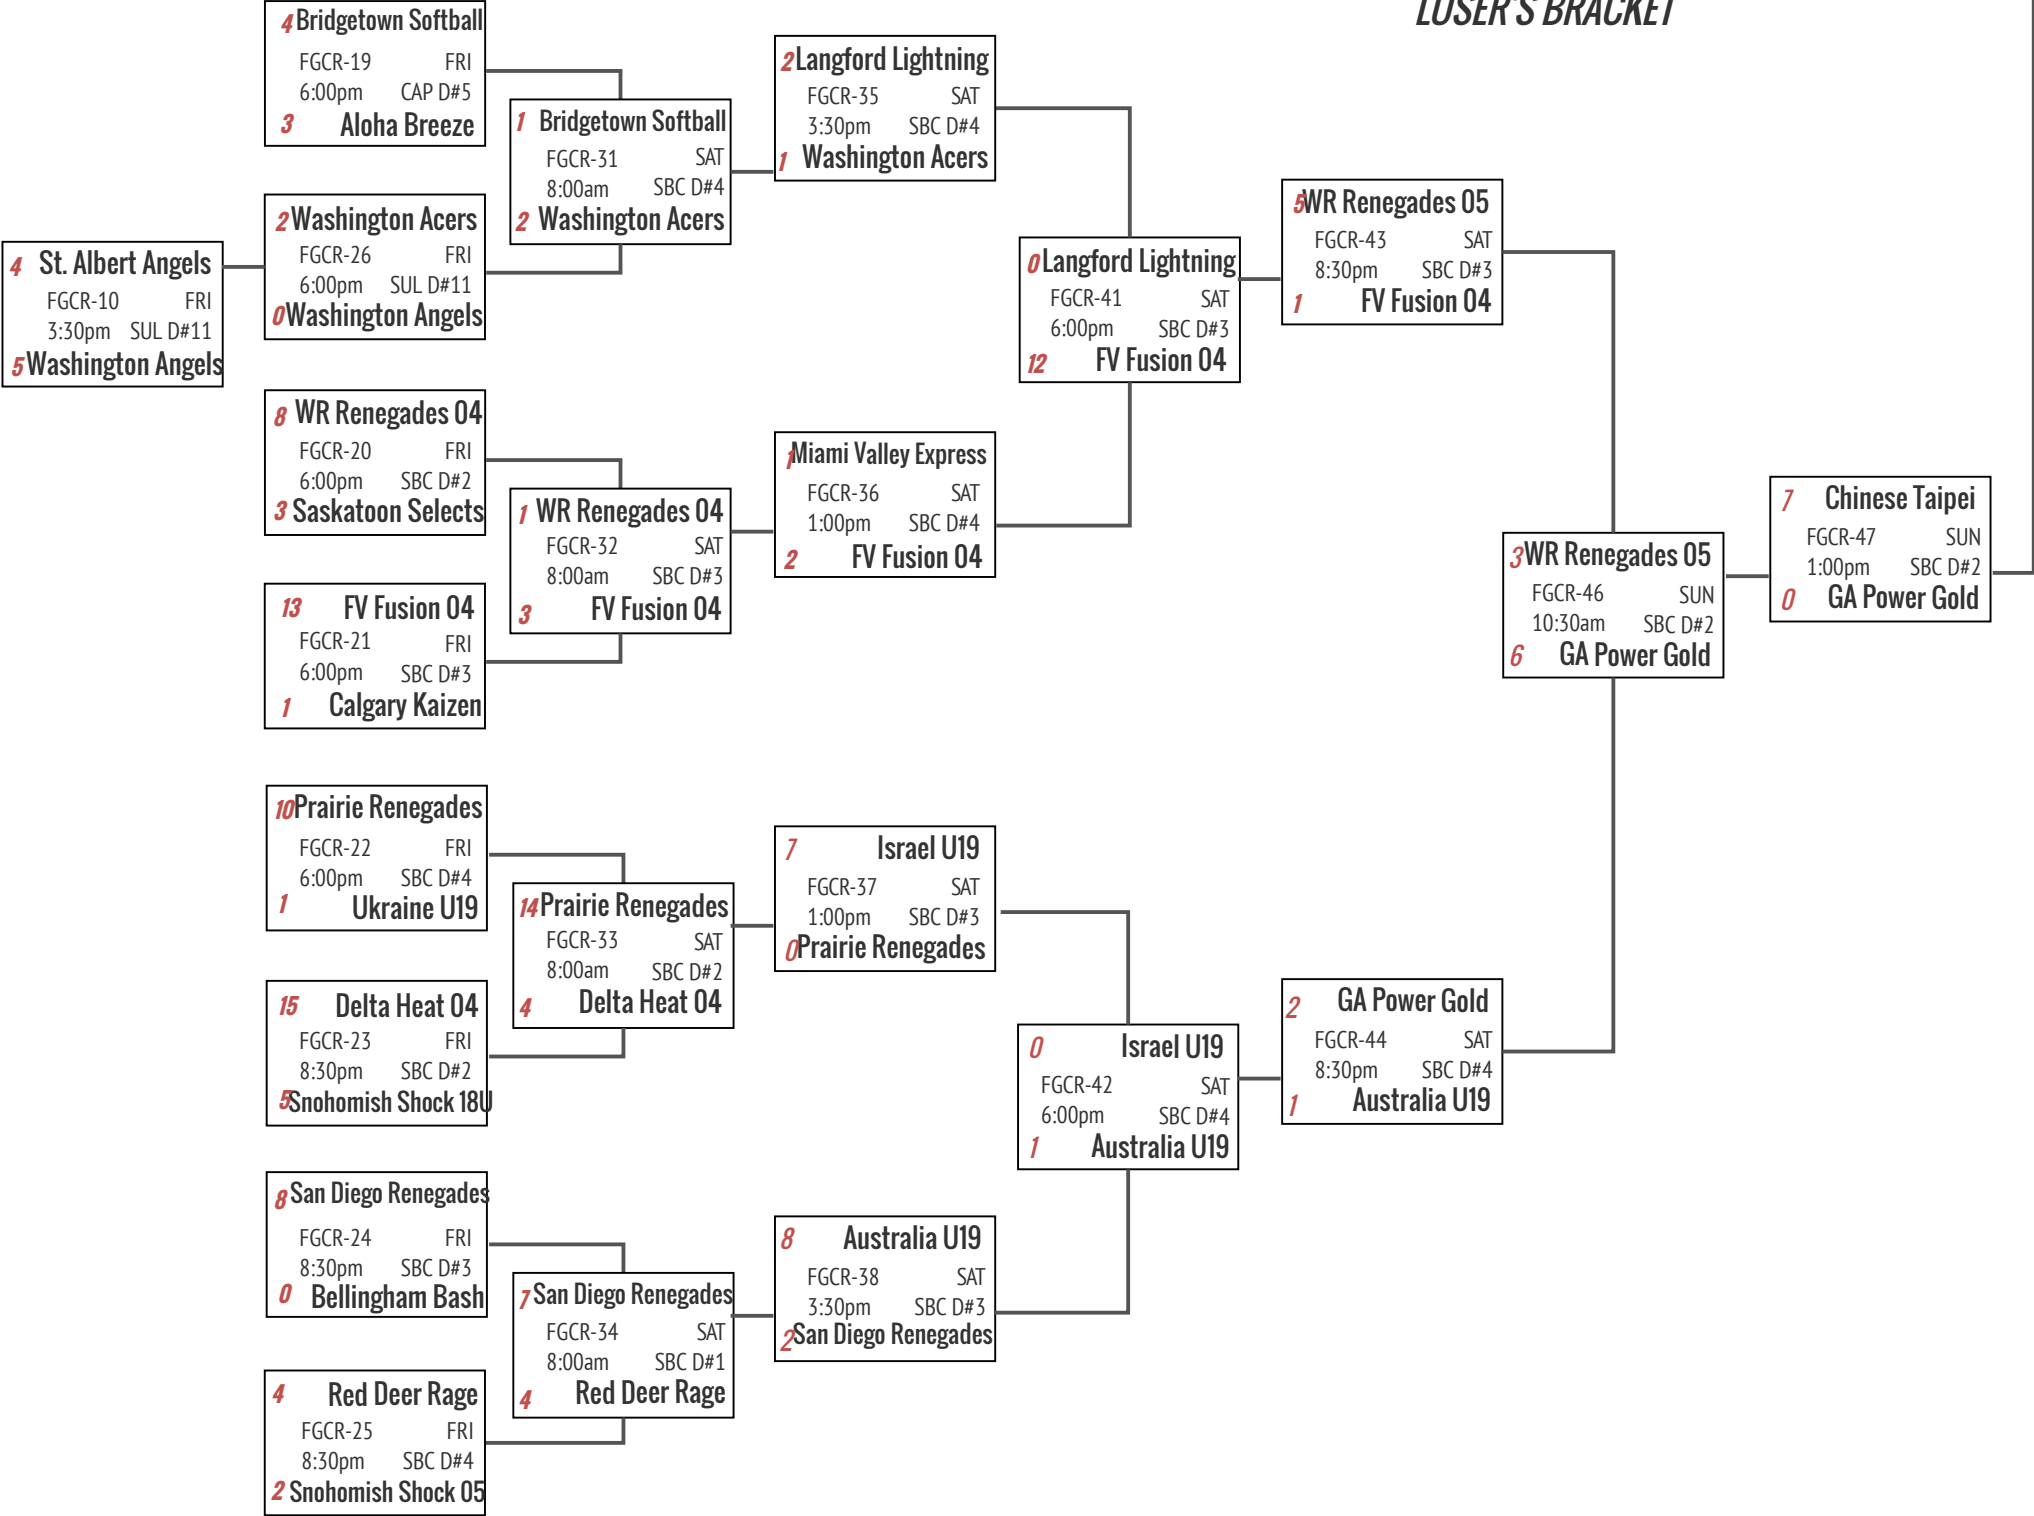 LOSER'S BRACKET
4 Bridgetown Softball
FGCR-19 FRI
6:00pm CAP D#5
3 Aloha Breeze
2 Washington Acers
FGCR-26 FRI
6:00pm SUL D#11
0 Washington Angels
4 St. Albert Angels
FGCR-10 FRI
3:30pm SUL D#11
5 Washington Angels
8 WR Renegades 04
FGCR-20 FRI
6:00pm SBC D#2
3 Saskatoon Selects
13 FV Fusion 04
FGCR-21 FRI
6:00pm SBC D#3
1 Calgary Kaizen
10 Prairie Renegades
FGCR-22 FRI
6:00pm SBC D#4
1 Ukraine U19
15 Delta Heat 04
FGCR-23 FRI
8:30pm SBC D#2
5 Snohomish Shock 18U
8 San Diego Renegades
FGCR-24 FRI
8:30pm SBC D#3
0 Bellingham Bash
4 Red Deer Rage
FGCR-25 FRI
8:30pm SBC D#4
2 Snohomish Shock 05
1 Bridgetown Softball
FGCR-31 SAT
8:00am SBC D#4
2 Washington Acers
1 WR Renegades 04
FGCR-32 SAT
8:00am SBC D#3
3 FV Fusion 04
14 Prairie Renegades
FGCR-33 SAT
8:00am SBC D#2
4 Delta Heat 04
7 San Diego Renegades
FGCR-34 SAT
8:00am SBC D#1
4 Red Deer Rage
2 Langford Lightning
FGCR-35 SAT
3:30pm SBC D#4
1 Washington Acers
1 Miami Valley Express
FGCR-36 SAT
1:00pm SBC D#4
2 FV Fusion 04
7 Israel U19
FGCR-37 SAT
1:00pm SBC D#3
0 Prairie Renegades
8 Australia U19
FGCR-38 SAT
3:30pm SBC D#3
2 San Diego Renegades
0 Langford Lightning
FGCR-41 SAT
6:00pm SBC D#3
12 FV Fusion 04
0 Israel U19
FGCR-42 SAT
6:00pm SBC D#4
1 Australia U19
5 WR Renegades 05
FGCR-43 SAT
8:30pm SBC D#3
1 FV Fusion 04
2 GA Power Gold
FGCR-44 SAT
8:30pm SBC D#4
1 Australia U19
3 WR Renegades 05
FGCR-46 SUN
10:30am SBC D#2
6 GA Power Gold
7 Chinese Taipei
FGCR-47 SUN
1:00pm SBC D#2
0 GA Power Gold